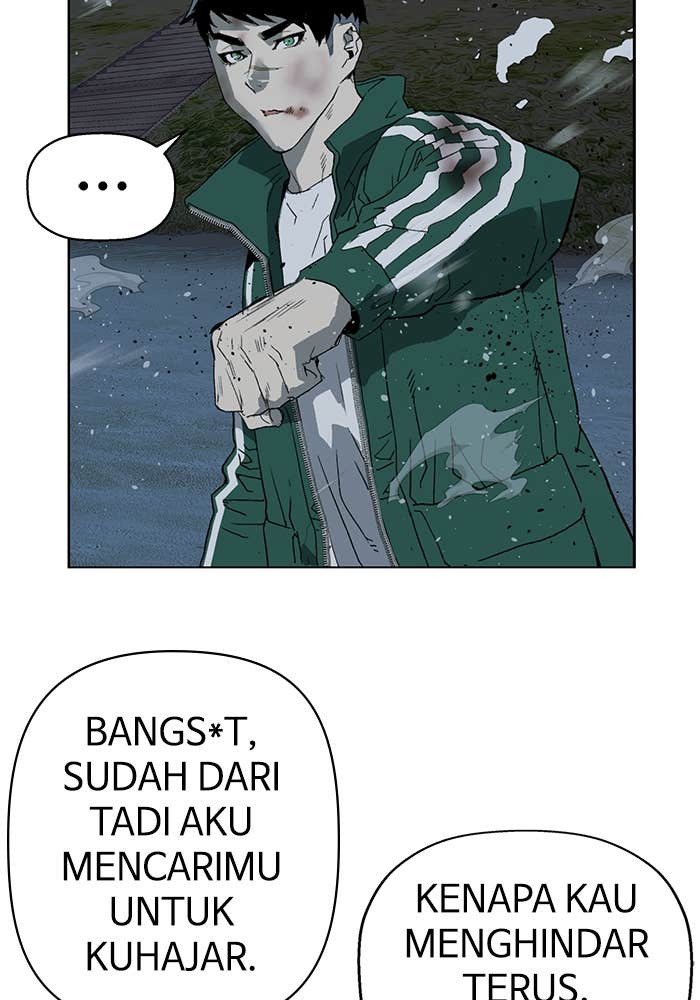 ...
BANGS*T,
SUDAH DARI
TADI AKU
MENCARIMU
UNTUK
KUHAJAR.
KENAPA KAU
MENGHINDAR
TERUS.